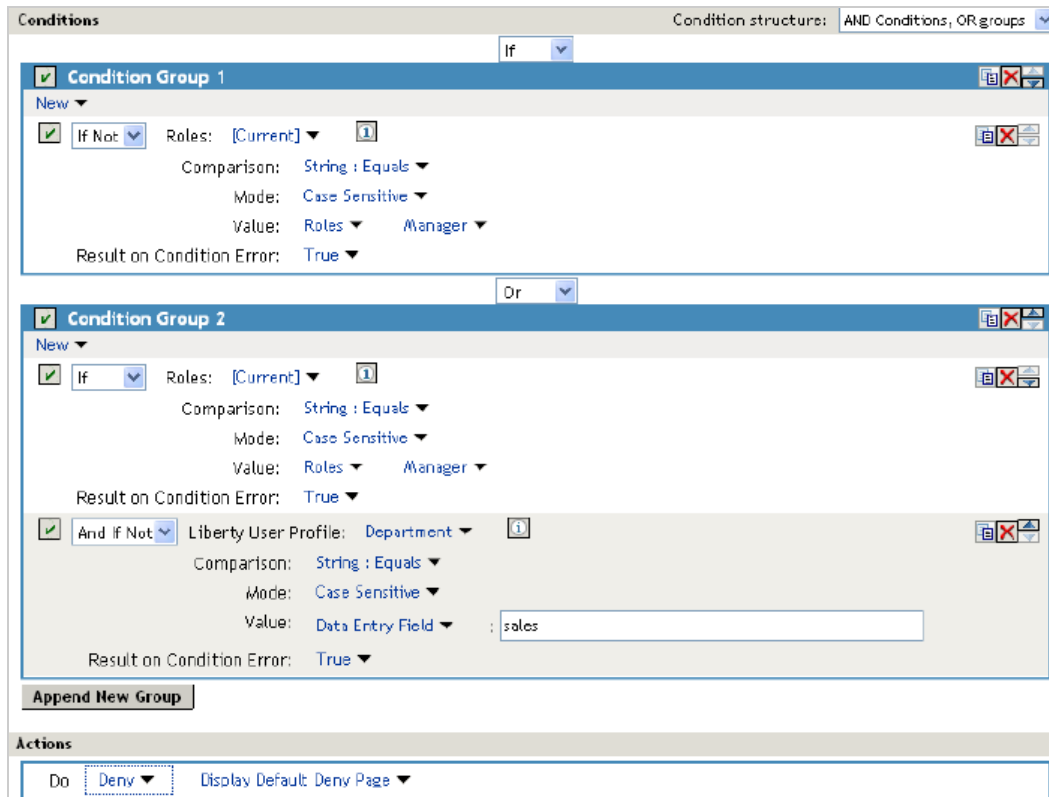 Conditions Condition structure: AND Conditions, OR groups
If
Condition Group 1
New
If Not Roles: [Current]
Comparison: String : Equals
Mode: Case Sensitive
Value: Roles Manager
Result on Condition Error: True
Or
Condition Group 2
New
If Roles: [Current]
Comparison: String : Equals
Mode: Case Sensitive
Value: Roles Manager
Result on Condition Error: True
And If Not Liberty User Profile: Department
Comparison: String : Equals
Mode: Case Sensitive
Value: Data Entry Field : sales
Result on Condition Error: True
Append New Group
Actions
Do Deny Display Default Deny Page